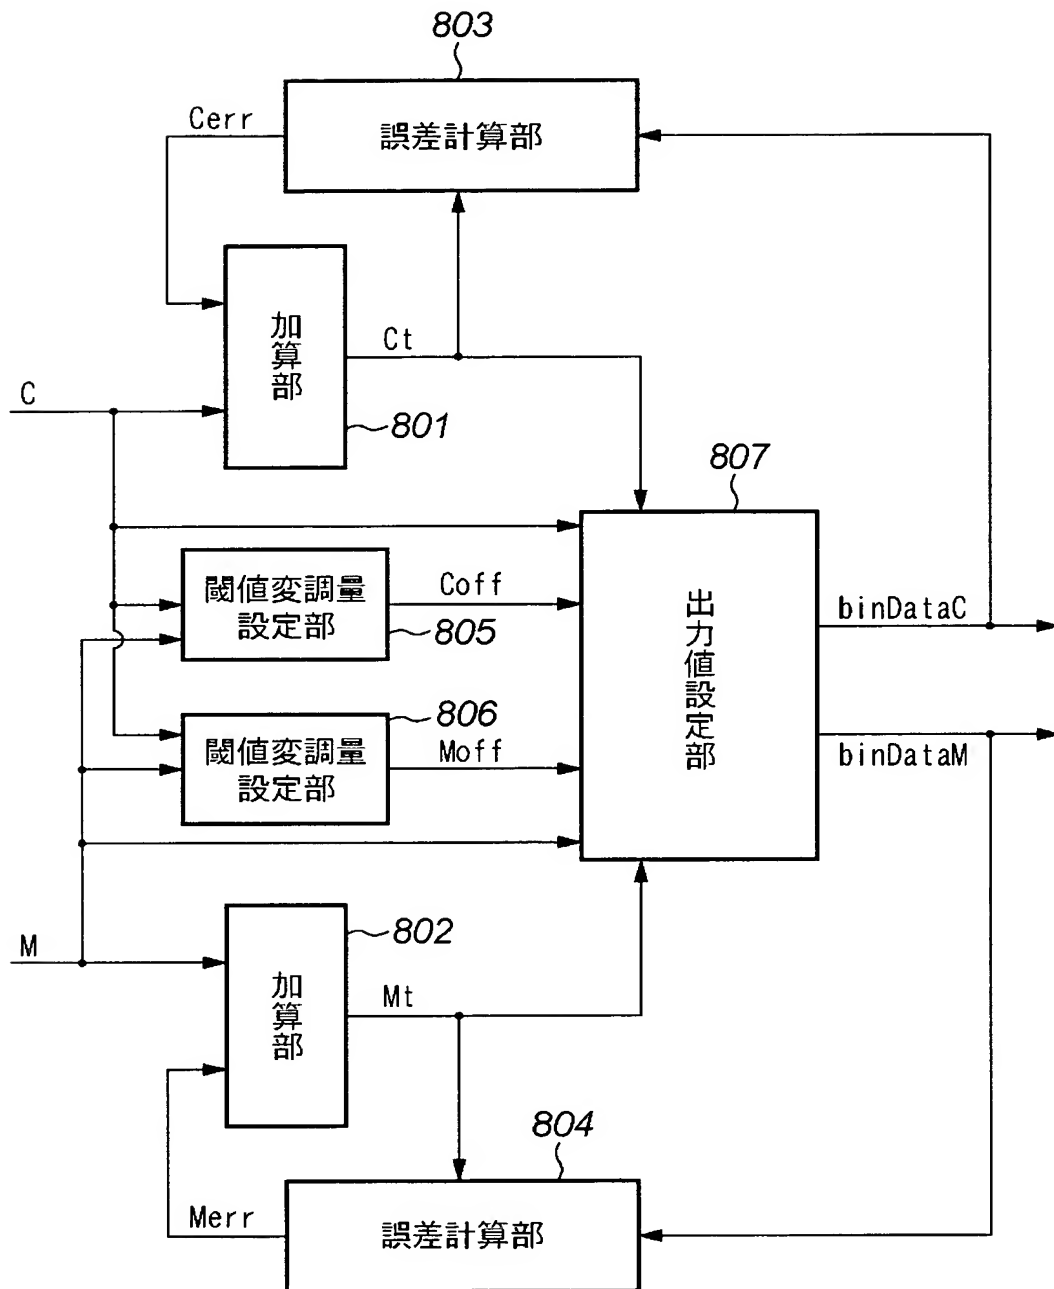 803
Cerr
誤差計算部
加算部
Ct
C
801
807
閾値変調量
設定部
Coff
805
出力値設定部
binDataC
806
閾値変調量
設定部
Moff
binDataM
M
802
加算部
Mt
804
Merr
誤差計算部